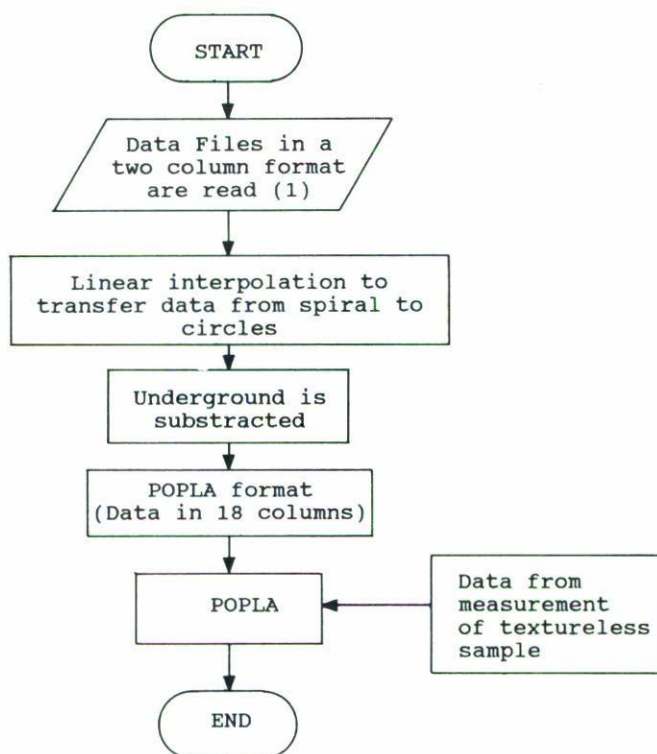 START
Data Files in a
two column format
are read (1)
Linear interpolation to
transfer data from spiral to
circles
Underground is
substracted
POPLA format
(Data in 18 columns)
POPLA
Data from
measurement
of textureless
sample
END